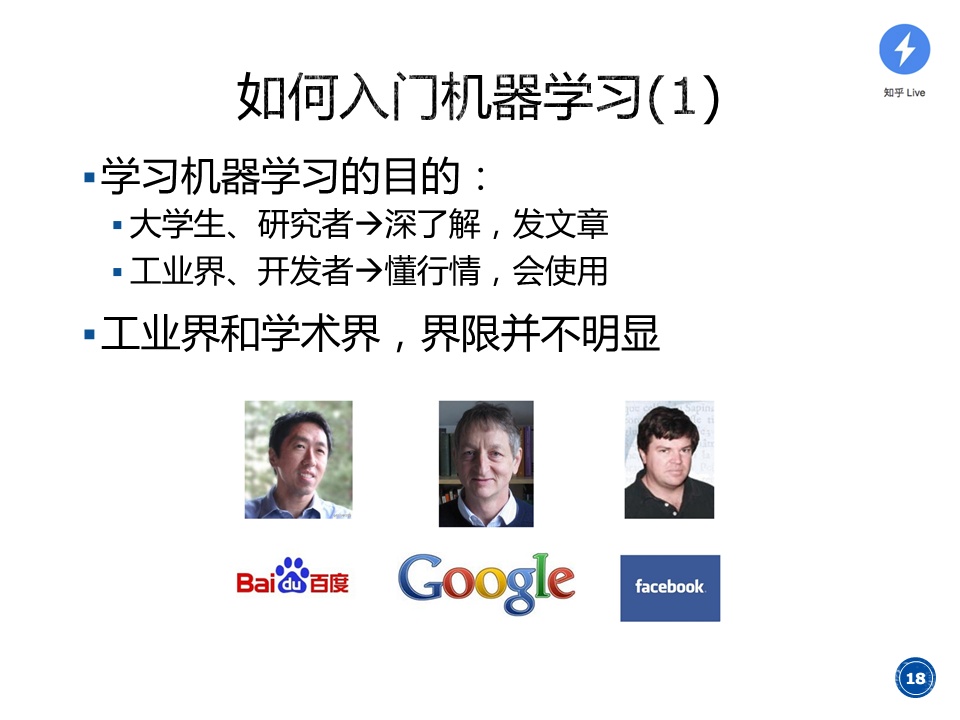 知乎 Live
如何入门机器学习(1)
学习机器学习的目的：
大学生、研究者→深了解，发文章
工业界、开发者→懂行情，会使用
工业界和学术界，界限并不明显
Bai du 百度
Google
facebook
18